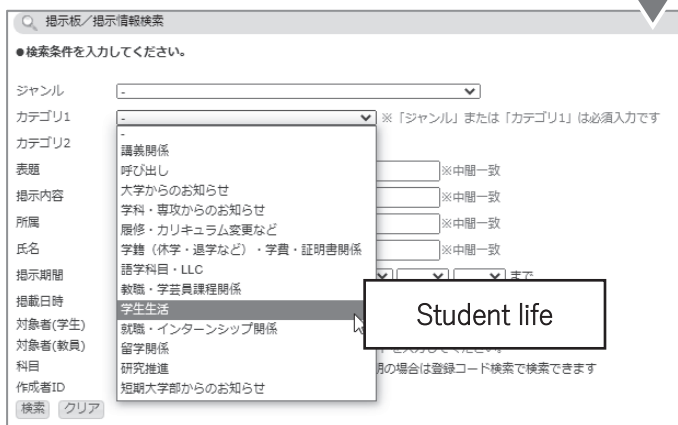 掲示板／掲示情報検索
●検索条件を入力してください。
ジャンル
-
カテゴリ1
-
※「ジャンル」または「カテゴリ1」は必須入力です
カテゴリ2
-
講義関係
呼び出し
大学からのお知らせ
学科・専攻からのお知らせ
履修・カリキュラム変更など
学籍（休学・退学など）・学費・証明書関係
語学科目・LLC
教職・学芸員課程関係
学生生活
就職・インターンシップ関係
留学関係
研究推進
短期大学部からのお知らせ
表題
※中間一致
掲示内容
※中間一致
所属
※中間一致
氏名
※中間一致
掲示期間
まで
掲載日時
Student life
対象者(学生)
対象者(教員)
科目
の場合は登録コード検索で検索できます
作成者ID
検索 クリア